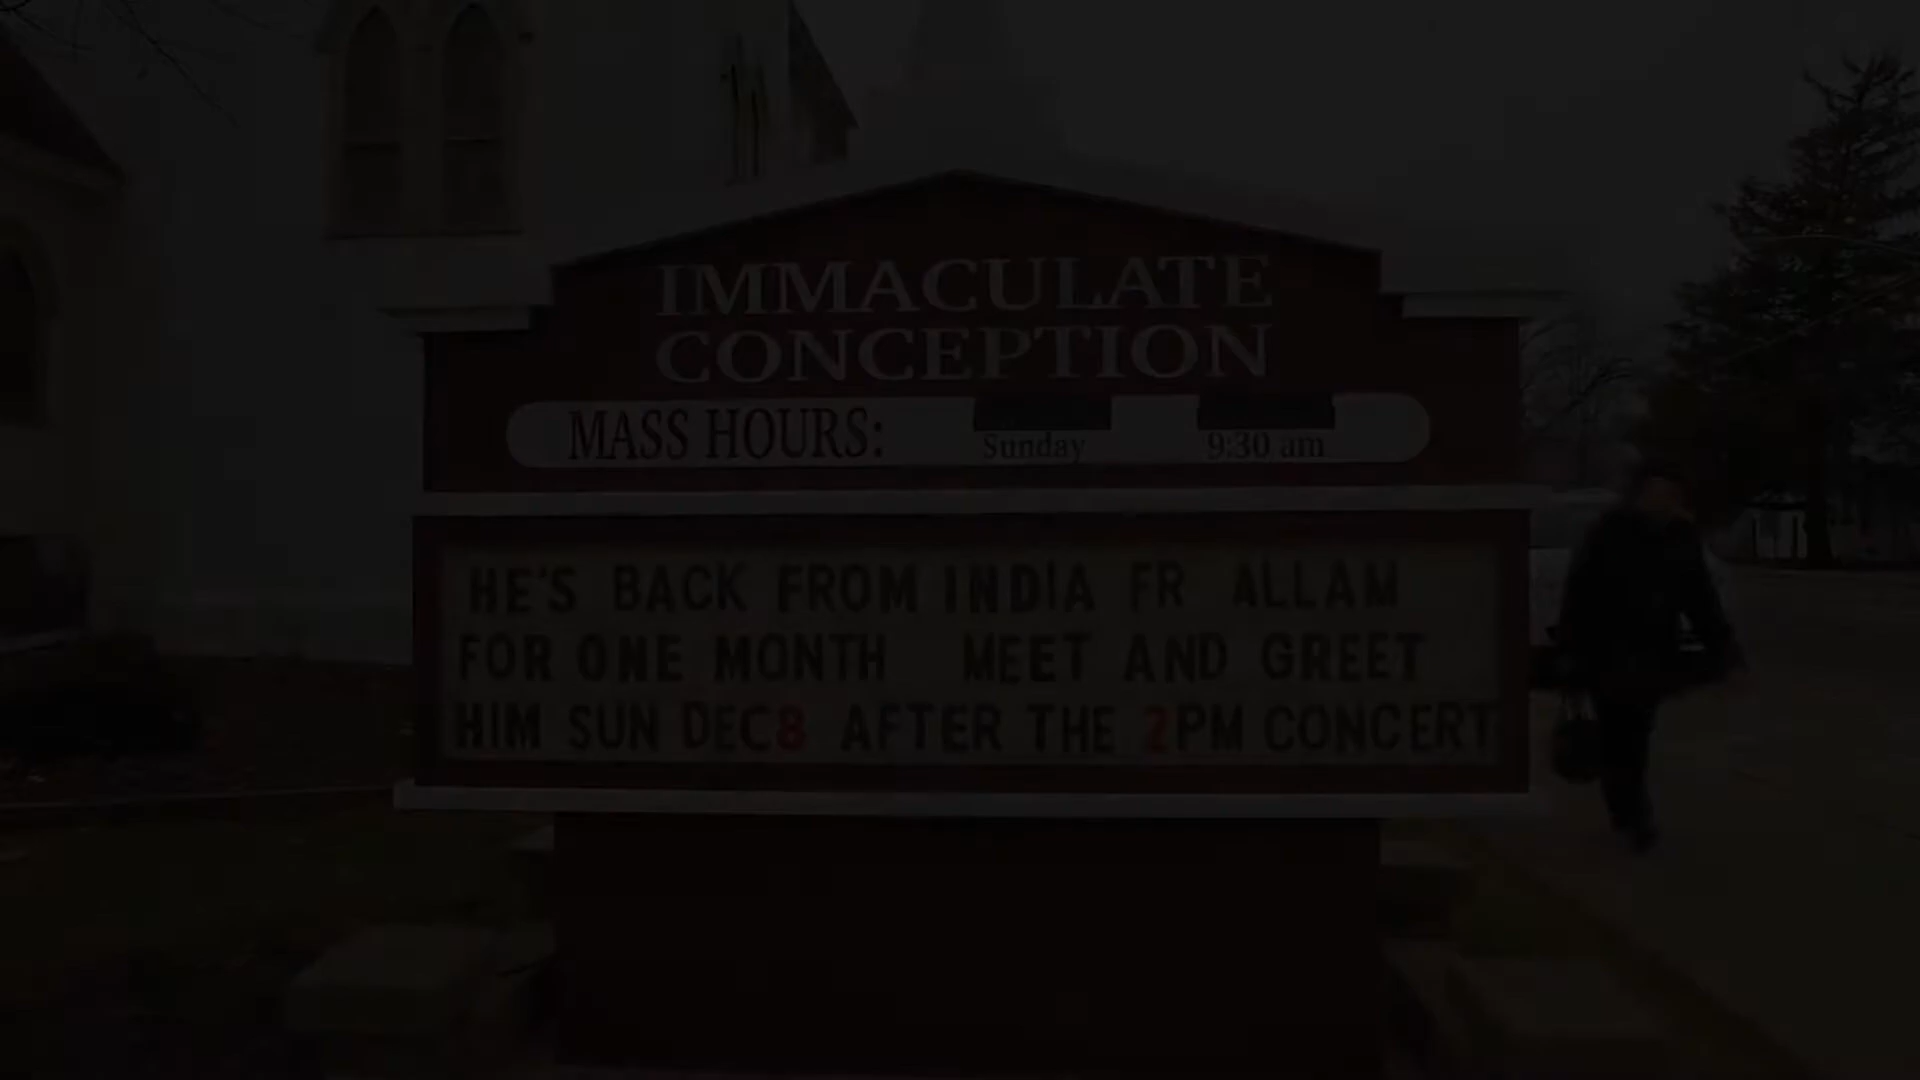 IMMACULATE
CONCEPTION
MASS HOURS: Sunday 9:30 am
HE'S BACK FROM INDIA FR ALLAM
FOR ONE MONTH MEET AND GREET
HIM SUN DEC8 AFTER THE 2PM CONCERT